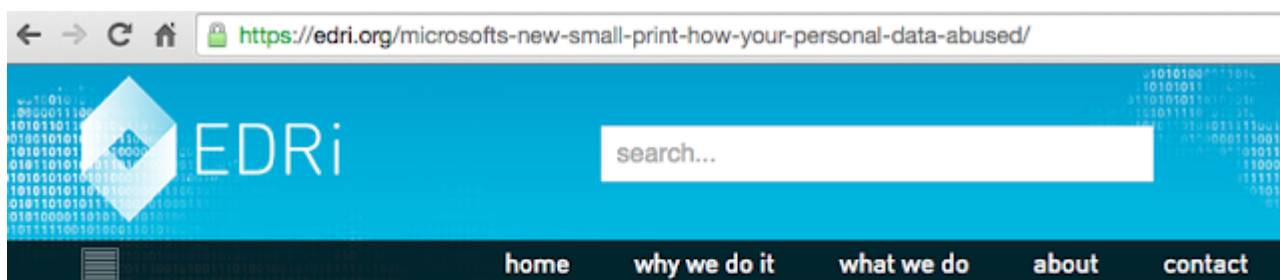 https://edri.org/microsofts-new-small-print-how-your-personal-data-abused/
EDRi
search...
home why we do it what we do about contact